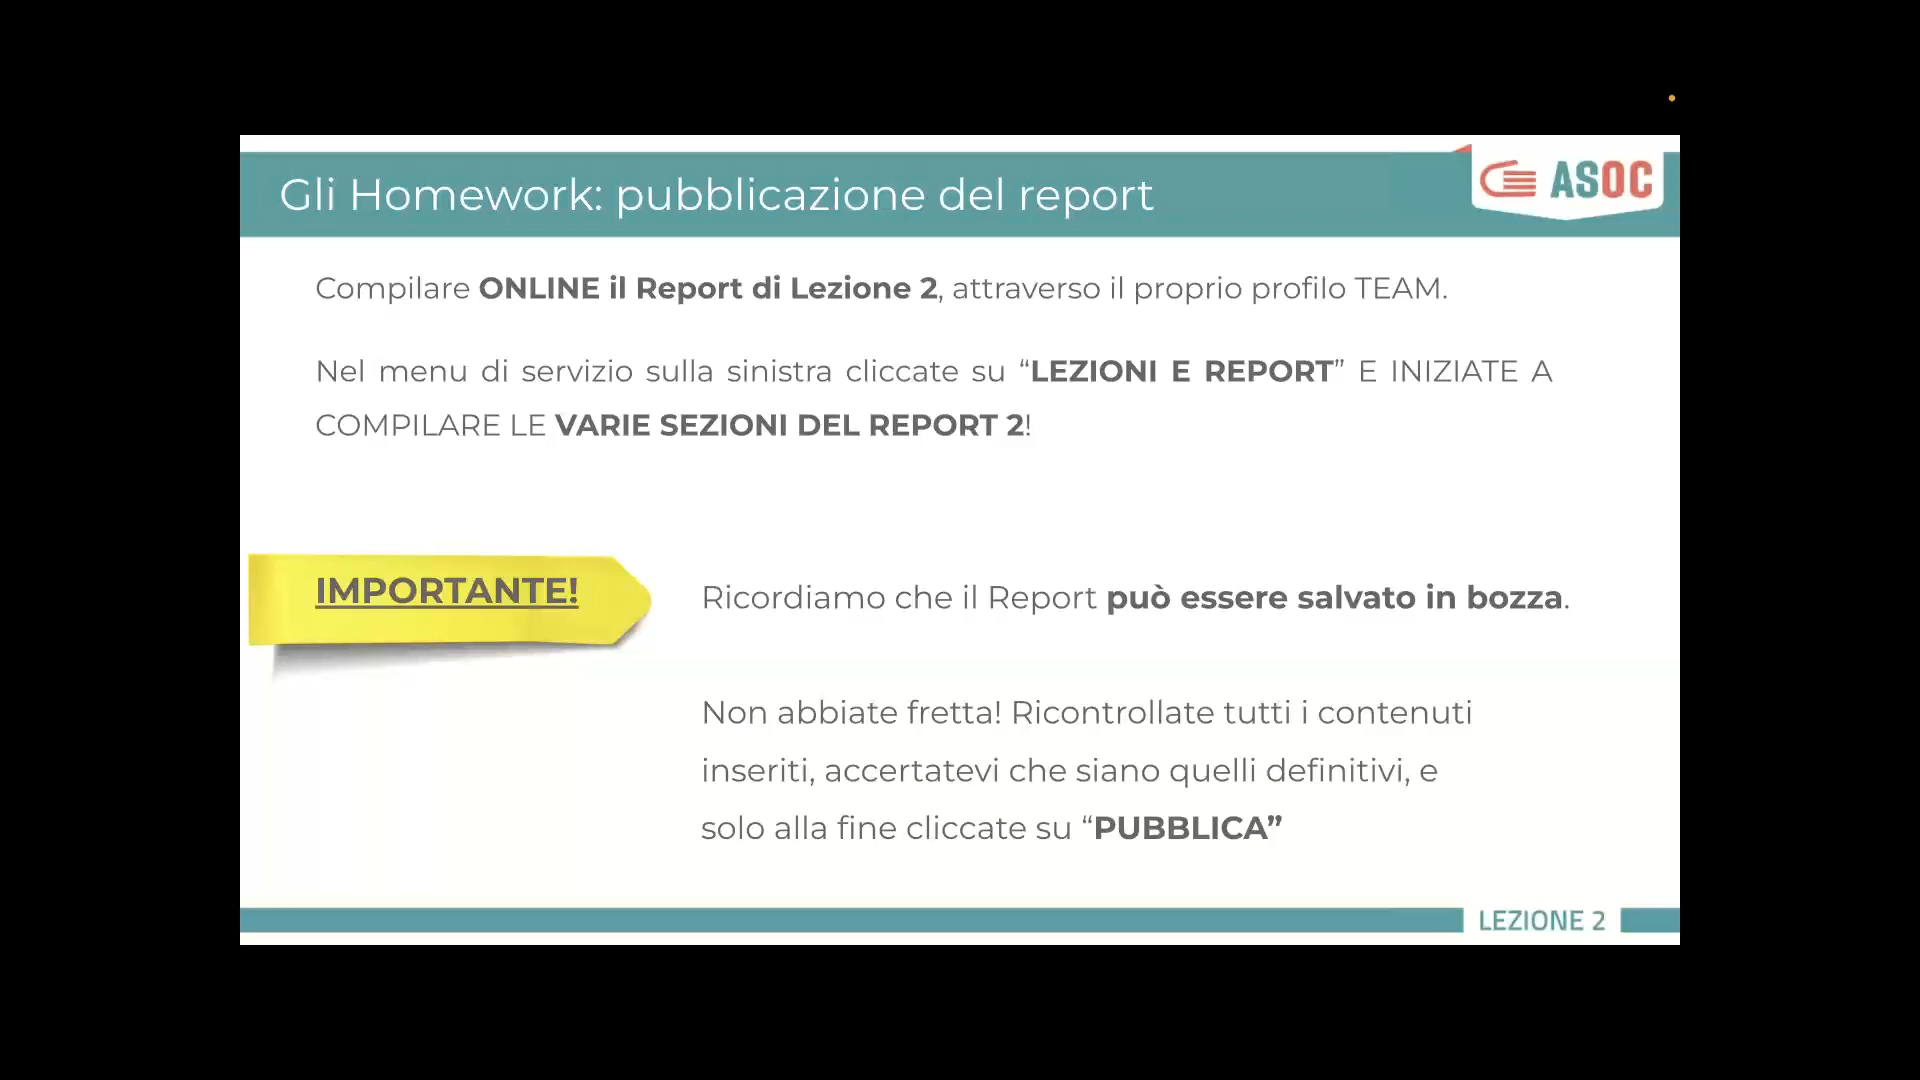 Gli Homework: pubblicazione del report
ASOC
Compilare ONLINE il Report di Lezione 2, attraverso il proprio profilo TEAM.
Nel menu di servizio sulla sinistra cliccate su “LEZIONI E REPORT” E INIZIATE A
COMPILARE LE VARIE SEZIONI DEL REPORT 2!
IMPORTANTE!
Ricordiamo che il Report può essere salvato in bozza.
Non abbiate fretta! Ricontrollate tutti i contenuti
inseriti, accertatevi che siano quelli definitivi, e
solo alla fine cliccate su “PUBBLICA”
LEZIONE 2